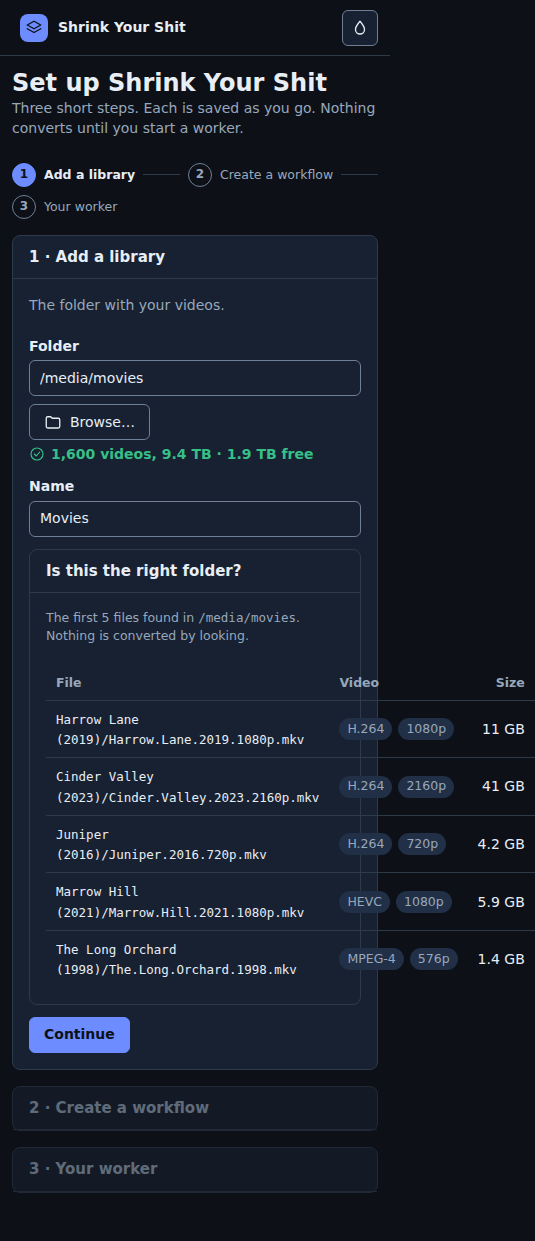 Shrink Your Shit
Set up Shrink Your Shit
Three short steps. Each is saved as you go. Nothing
converts until you start a worker.
1 Add a library 2 Create a workflow
3 Your worker
1 · Add a library
The folder with your videos.
Folder
/media/movies
Browse…
1,600 videos, 9.4 TB · 1.9 TB free
Name
Movies
Is this the right folder?
The first 5 files found in /media/movies.
Nothing is converted by looking.
File Video Size
Harrow Lane
(2019)/Harrow.Lane.2019.1080p.mkv H.264 1080p 11 GB
Cinder Valley
(2023)/Cinder.Valley.2023.2160p.mkv H.264 2160p 41 GB
Juniper
(2016)/Juniper.2016.720p.mkv H.264 720p 4.2 GB
Marrow Hill
(2021)/Marrow.Hill.2021.1080p.mkv HEVC 1080p 5.9 GB
The Long Orchard
(1998)/The.Long.Orchard.1998.mkv MPEG-4 576p 1.4 GB
Continue
2 · Create a workflow
3 · Your worker